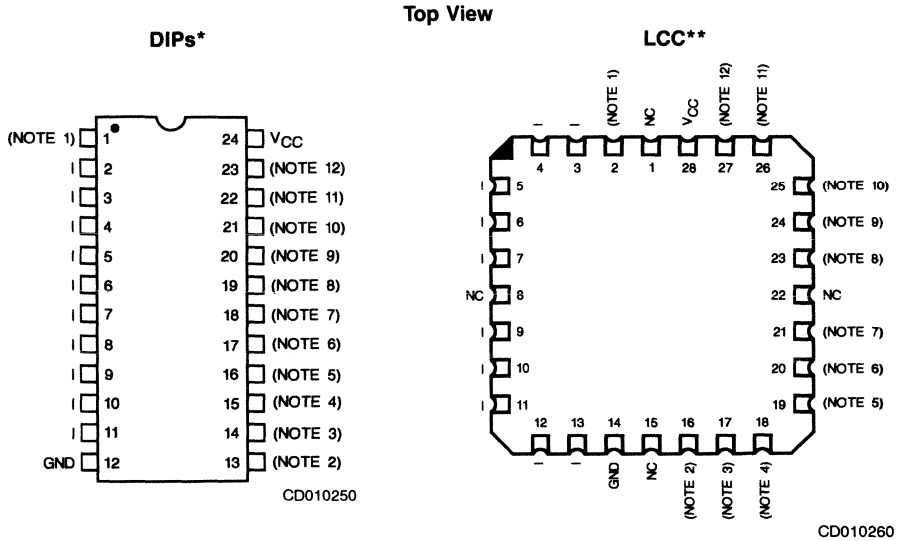 Top View
DIPs*
(NOTE 1) 1 24 VCC
I 2 23 (NOTE 12)
I 3 22 (NOTE 11)
I 4 21 (NOTE 10)
I 5 20 (NOTE 9)
I 6 19 (NOTE 8)
I 7 18 (NOTE 7)
I 8 17 (NOTE 6)
I 9 16 (NOTE 5)
I 10 15 (NOTE 4)
I 11 14 (NOTE 3)
GND 12 13 (NOTE 2)
CD010250
LCC**
I I (NOTE 1) NC VCC (NOTE 12) (NOTE 11)
4 3 2 1 28 27 26
I 5 25 (NOTE 10)
I 6 24 (NOTE 9)
I 7 23 (NOTE 8)
NC 8 22 NC
I 9 21 (NOTE 7)
I 10 20 (NOTE 6)
I 11 19 (NOTE 5)
12 13 14 15 16 17 18
I I GND NC (NOTE 2) (NOTE 3) (NOTE 4)
CD010260